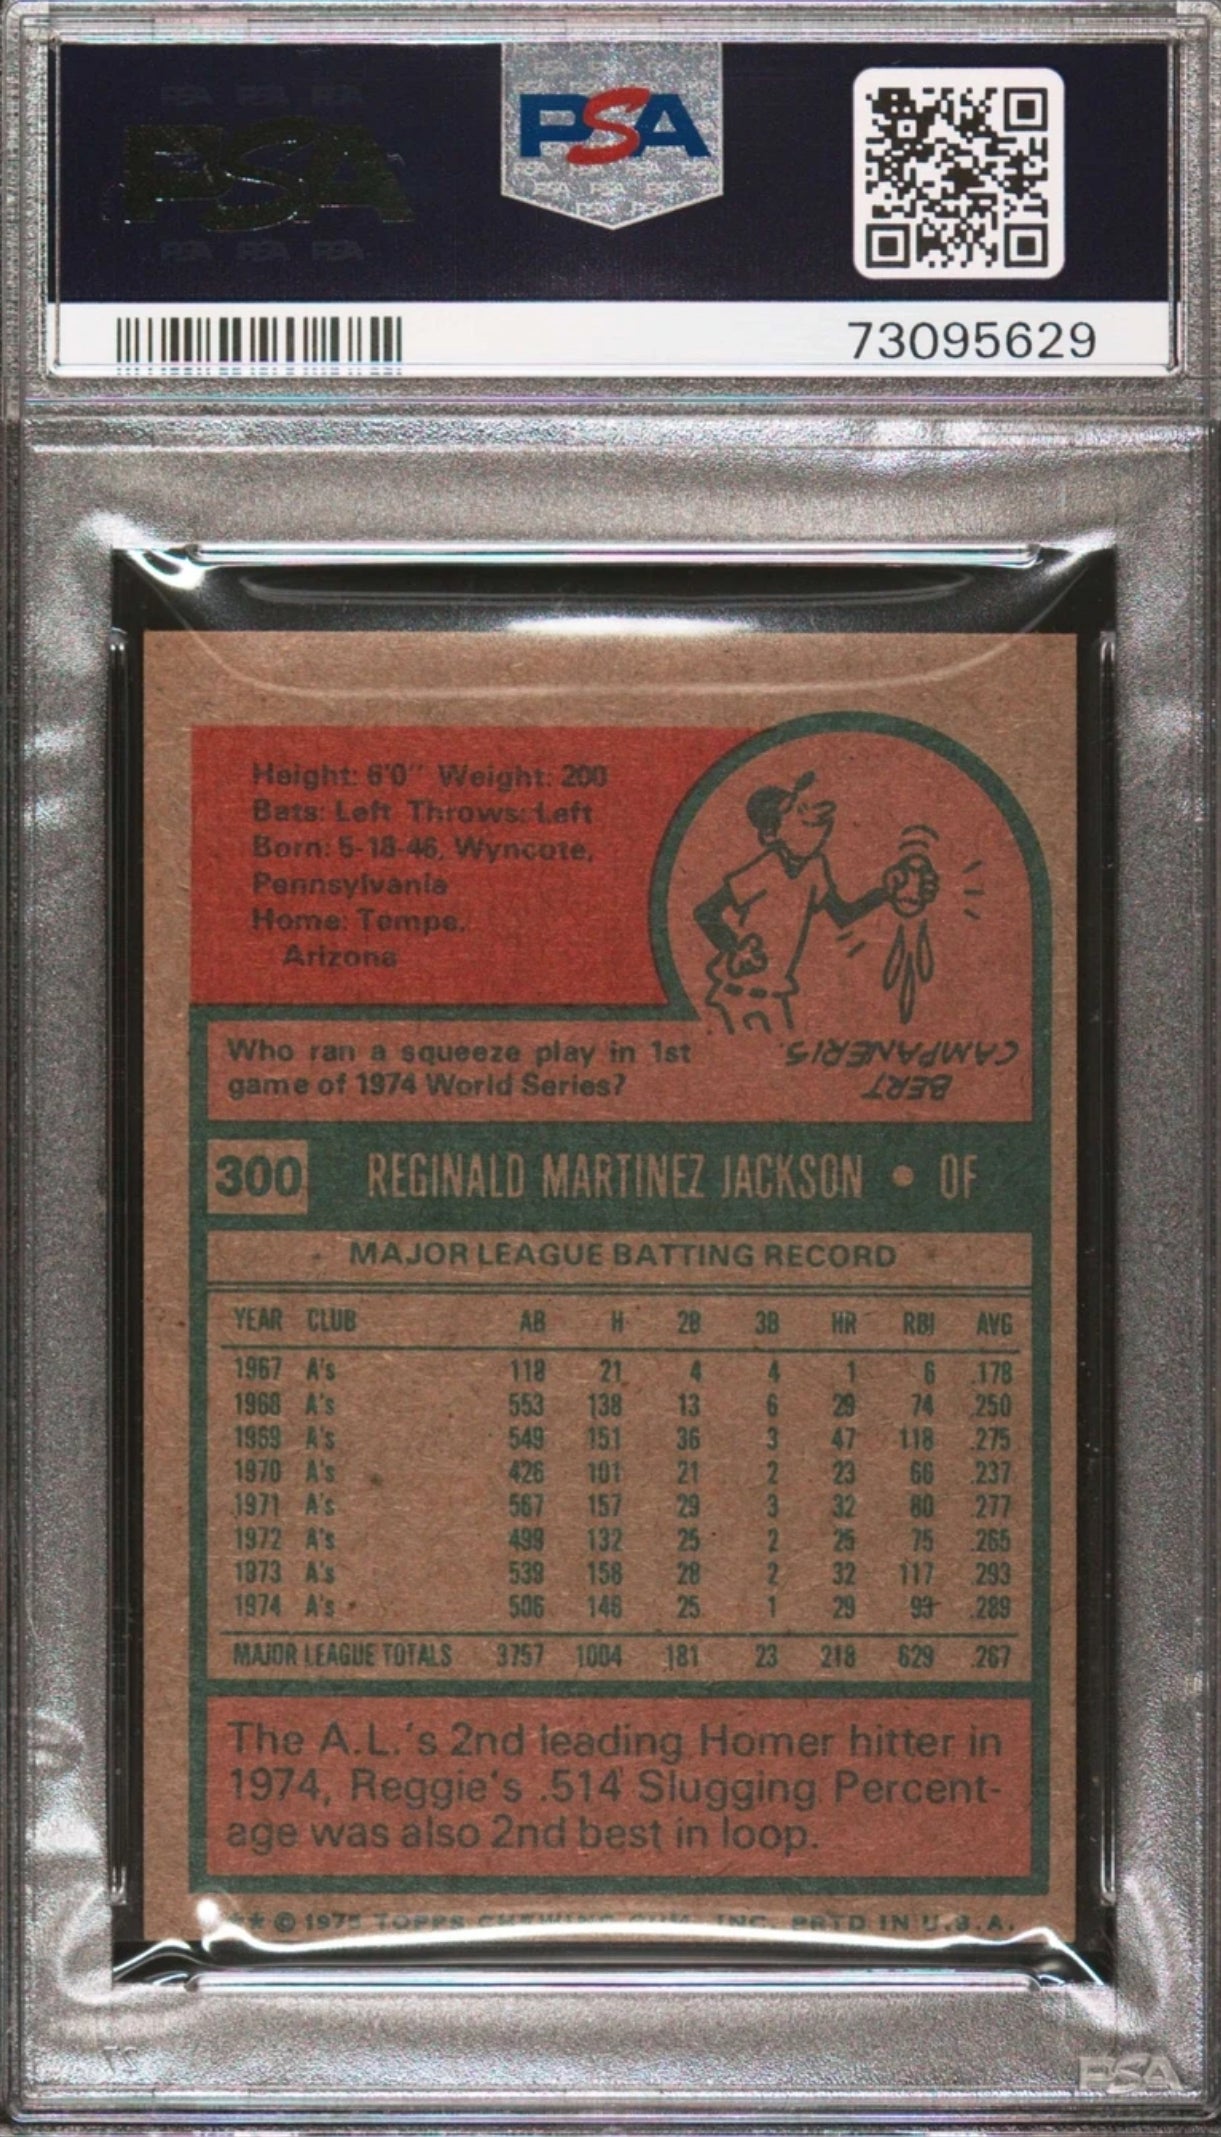 PSA
73095629
Height: 6'0" Weight: 200
Bats: Left Throws: Left
Born: 5-18-46, Wyncote,
Pennsylvania
Home: Tempe,
Arizona
Who ran a squeeze play in 1st
game of 1974 World Series?
BERT
CAMPANERIS.
300 REGINALD MARTINEZ JACKSON • OF
MAJOR LEAGUE BATTING RECORD
YEAR CLUB AB H 2B 3B HR RBI AVG
1967 A's 118 21 4 4 1 6 .178
1968 A's 553 138 13 6 29 74 .250
1969 A's 549 151 36 3 47 118 .275
1970 A's 426 101 21 2 23 66 .237
1971 A's 567 157 29 3 32 80 .277
1972 A's 499 132 25 2 25 75 .265
1973 A's 539 158 28 2 32 117 .293
1974 A's 506 146 25 1 29 93 .289
MAJOR LEAGUE TOTALS 3757 1004 181 23 218 629 .267
The A.L.'s 2nd leading Homer hitter in
1974, Reggie's .514 Slugging Percent-
age was also 2nd best in loop.
** © 1975 TOPPS CHEWING GUM, INC. PRTD IN U.S.A.
PSA